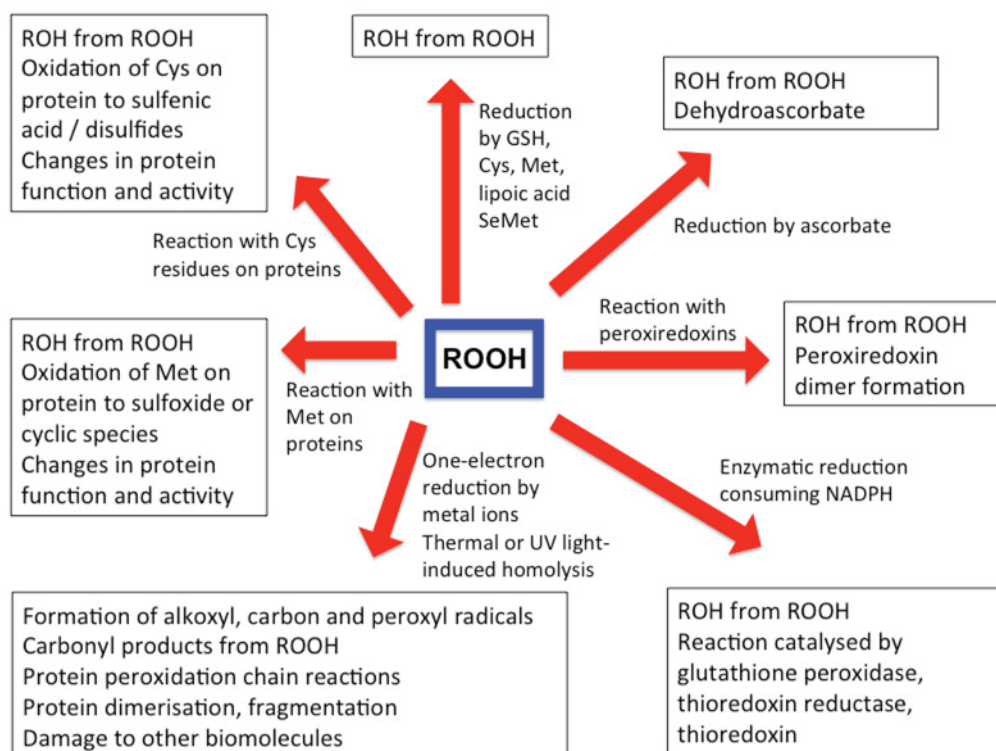 ROH from ROOH
Oxidation of Cys on
protein to sulfenic
acid / disulfides
Changes in protein
function and activity
ROH from ROOH
ROH from ROOH
Dehydroascorbate
Reduction
by GSH,
Cys, Met,
lipoic acid
SeMet
Reaction with Cys
residues on proteins
Reduction by ascorbate
ROH from ROOH
Oxidation of Met on
protein to sulfoxide or
cyclic species
Changes in protein
function and activity
Reaction with
Met on
proteins
ROOH
Reaction with
peroxiredoxins
ROH from ROOH
Peroxiredoxin
dimer formation
One-electron
reduction by
metal ions
Thermal or UV light-
induced homolysis
Enzymatic reduction
consuming NADPH
Formation of alkoxyl, carbon and peroxyl radicals
Carbonyl products from ROOH
Protein peroxidation chain reactions
Protein dimerisation, fragmentation
Damage to other biomolecules
ROH from ROOH
Reaction catalysed by
glutathione peroxidase,
thioredoxin reductase,
thioredoxin